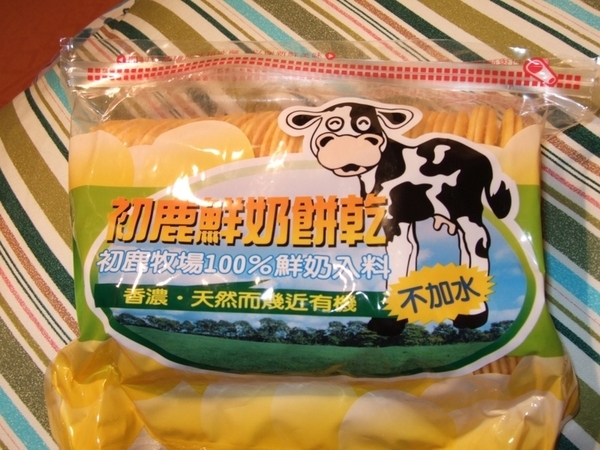 初鹿鮮奶餅乾
初鹿牧場100%鮮奶入料
香濃·天然而幾近有機
不加水